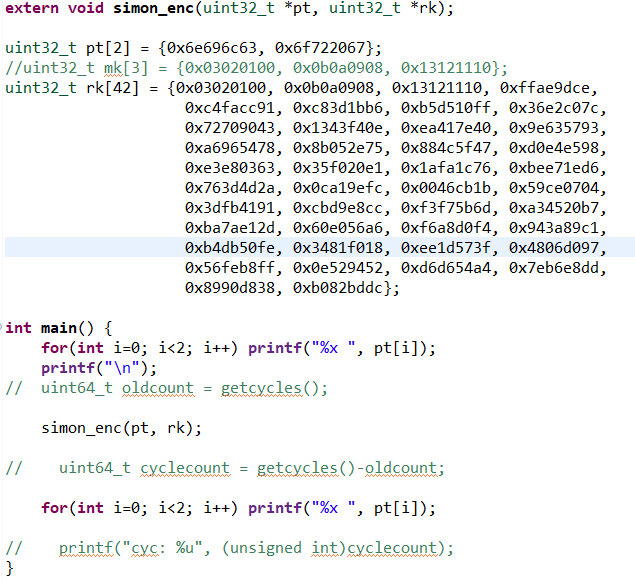 extern void simon_enc(uint32_t *pt, uint32_t *rk);
uint32_t pt[2] = {0x6e696c63, 0x6f722067};
//uint32_t mk[3] = {0x03020100, 0x0b0a0908, 0x13121110};
uint32_t rk[42] = {0x03020100, 0x0b0a0908, 0x13121110, 0xffae9dce,
0xc4facc91, 0xc83d1bb6, 0xb5d510ff, 0x36e2c07c,
0x72709043, 0x1343f40e, 0xea417e40, 0x9e635793,
0xa6965478, 0x8b052e75, 0x884c5f47, 0xd0e4e598,
0xe3e80363, 0x35f020e1, 0x1afa1c76, 0xbee71ed6,
0x763d4d2a, 0x0ca19efc, 0x0046cb1b, 0x59ce0704,
0x3dfb4191, 0xcbd9e8cc, 0xf3f75b6d, 0xa34520b7,
0xba7ae12d, 0x60e056a6, 0xf6a8d0f4, 0x943a89c1,
0xb4db50fe, 0x3481f018, 0xee1d573f, 0x4806d097,
0x56feb8ff, 0x0e529452, 0xd6d654a4, 0x7eb6e8dd,
0x8990d838, 0xb082bddc};
int main() {
for(int i=0; i<2; i++) printf("%x ", pt[i]);
printf("\n");
// uint64_t oldcount = getcycles();
simon_enc(pt, rk);
// uint64_t cyclecount = getcycles()-oldcount;
for(int i=0; i<2; i++) printf("%x ", pt[i]);
// printf("cyc: %u", (unsigned int)cyclecount);
}